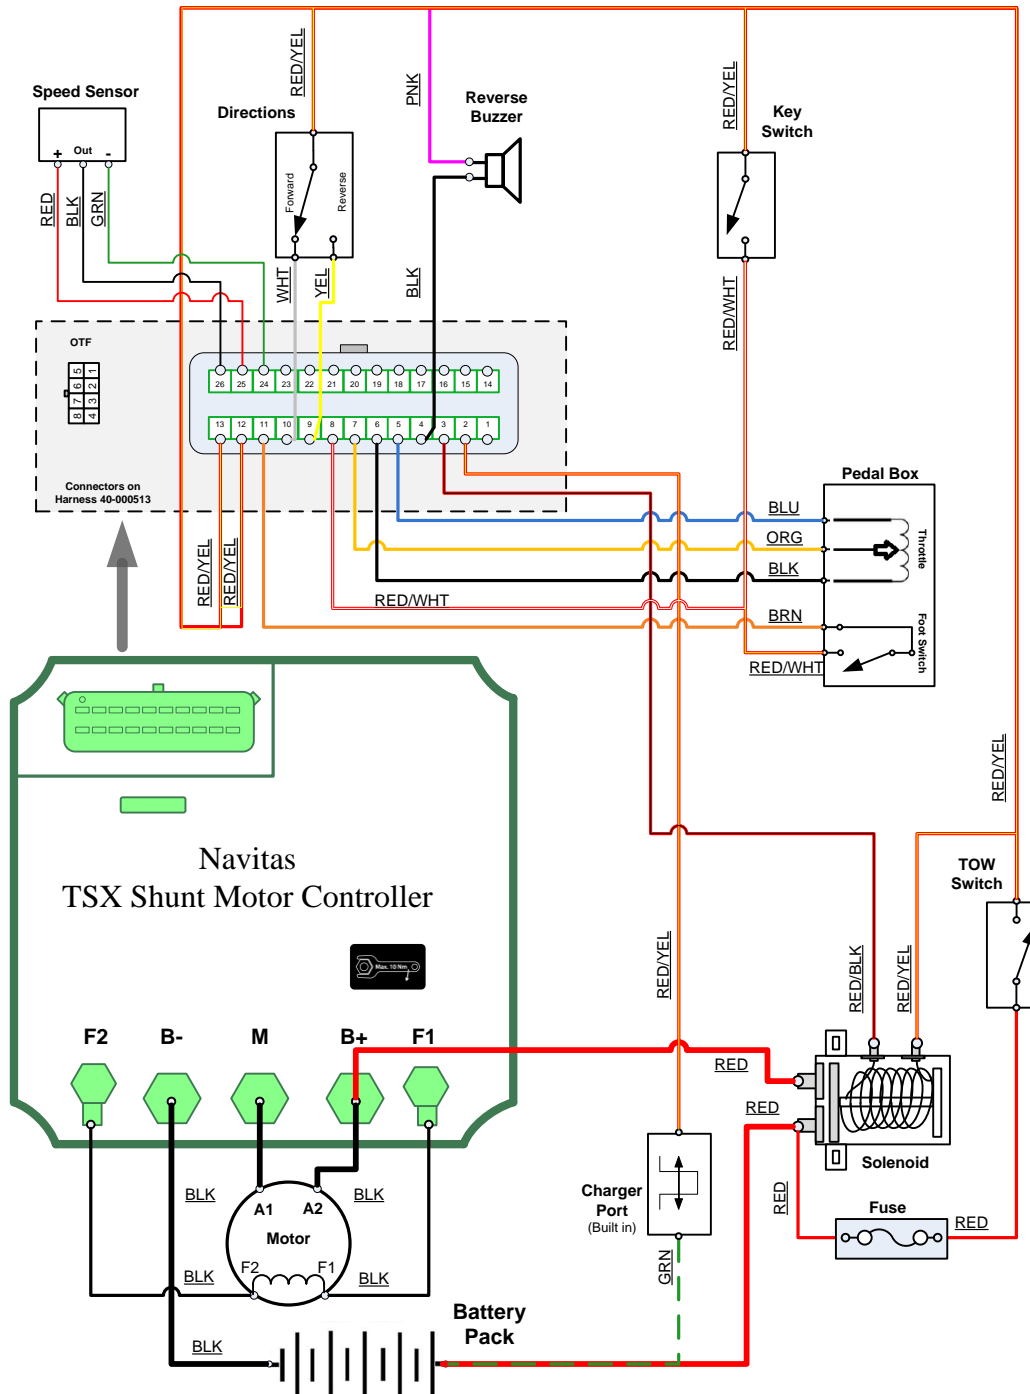 Speed Sensor
+ Out -
RED
BLK
GRN
Directions
RED/YEL
Forward
Reverse
WHT
YEL
PNK
Reverse
Buzzer
BLK
RED/YEL
Key
Switch
RED/WHT
OTF
5 1
6 2
7 3
8 4
26 25 24 23 22 21 20 19 18 17 16 15 14
13 12 11 10 9 8 7 6 5 4 3 2 1
Connectors on
Harness 40-000513
RED/YEL
RED/YEL
RED/WHT
Pedal Box
BLU
ORG
BLK
BRN
RED/WHT
Throttle
Foot Switch
Navitas
TSX Shunt Motor Controller
Max. 10 Nm
F2 B- M B+ F1
RED/YEL
RED/BLK
RED/YEL
RED/YEL
TOW
Switch
RED
RED
Solenoid
RED
Fuse
RED
Charger
Port
(Built in)
GRN
BLK
BLK
A1 A2
Motor
F2 F1
BLK
BLK
BLK
Battery
Pack